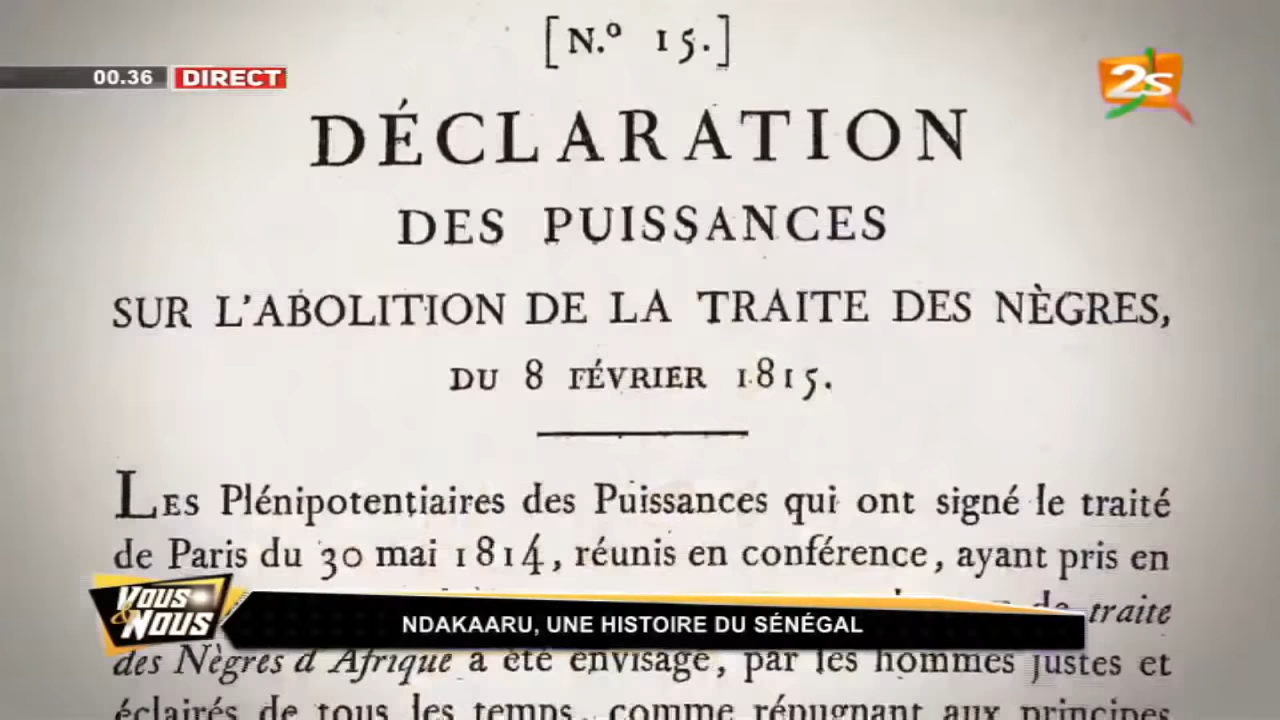 [N.º 15.]
00.36 DIRECT
2S
DÉCLARATION
DES PUISSANCES
SUR L'ABOLITION DE LA TRAITE DES NÈGRES,
DU 8 FÉVRIER 1815.
LES Plénipotentiaires des Puissances qui ont signé le traité
de Paris du 30 mai 1814, réunis en conférence, ayant pris en
traite
VOUS & NOUS
NDAKAARU, UNE HISTOIRE DU SÉNÉGAL
des Nègres d'Afrique a été envisagé, par les hommes justes et
éclairés de tous les temps, comme répugnant aux principes